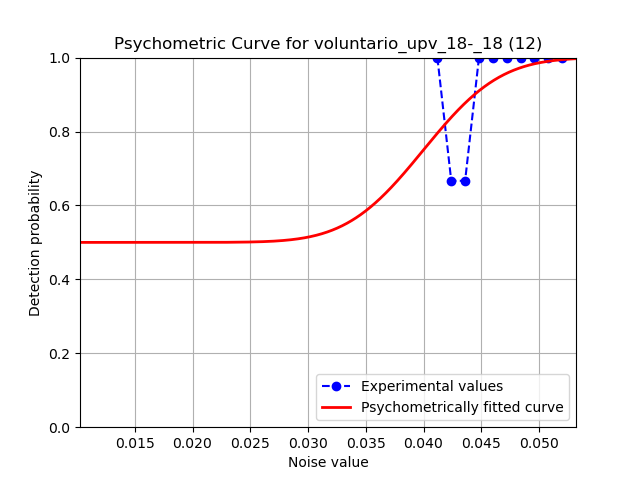 Psychometric Curve for voluntario_upv_18-_18 (12)
1.0
0.8
0.6
0.4
0.2
0.0
Detection probability
Experimental values
Psychometrically fitted curve
0.015 0.020 0.025 0.030 0.035 0.040 0.045 0.050
Noise value